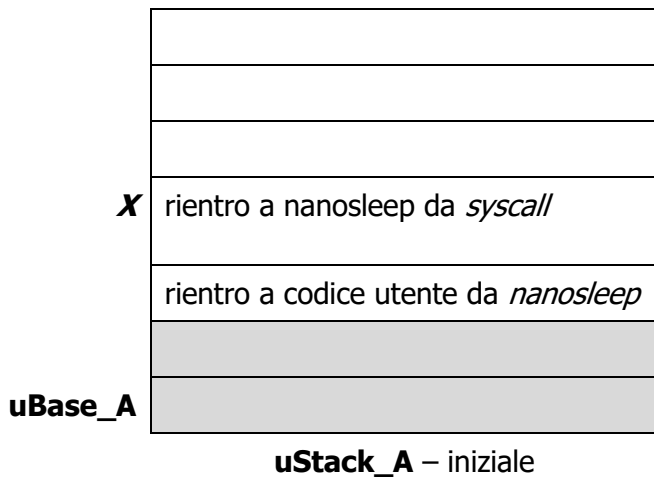 X rientro a nanosleep da syscall
rientro a codice utente da nanosleep
uBase_A
uStack_A – iniziale